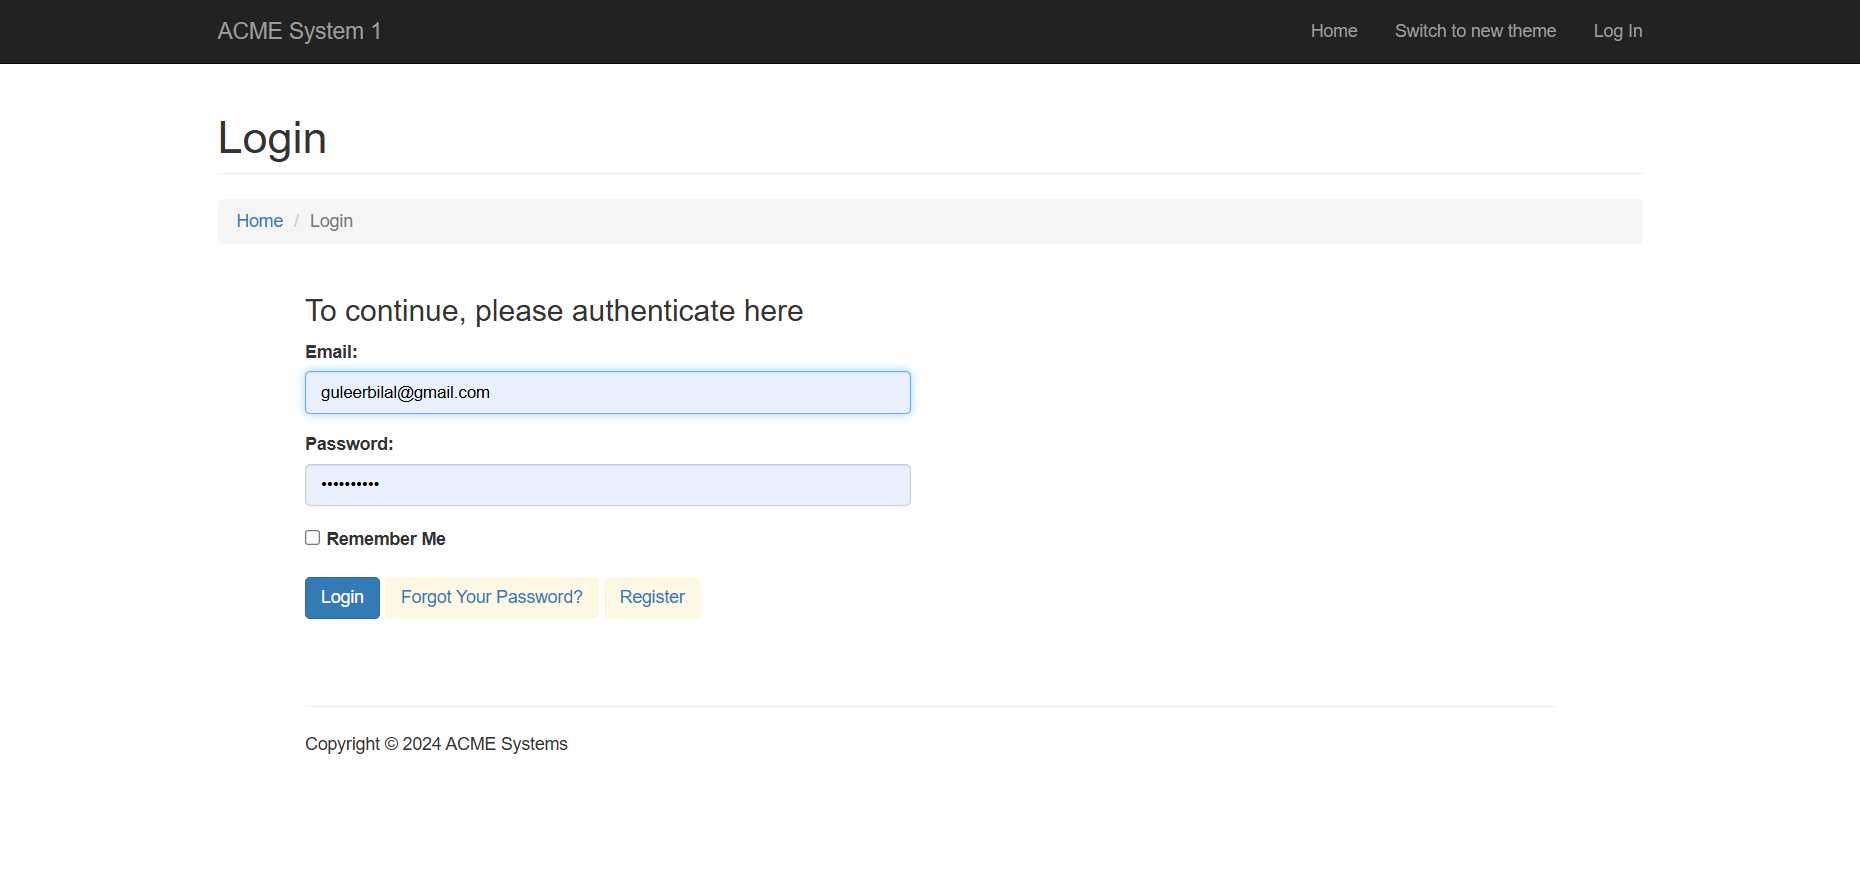 ACME System 1 Home Switch to new theme Log In
Login
Home / Login
To continue, please authenticate here
Email:
guleerbilal@gmail.com
Password:
••••••••••
Remember Me
Login Forgot Your Password? Register
Copyright © 2024 ACME Systems